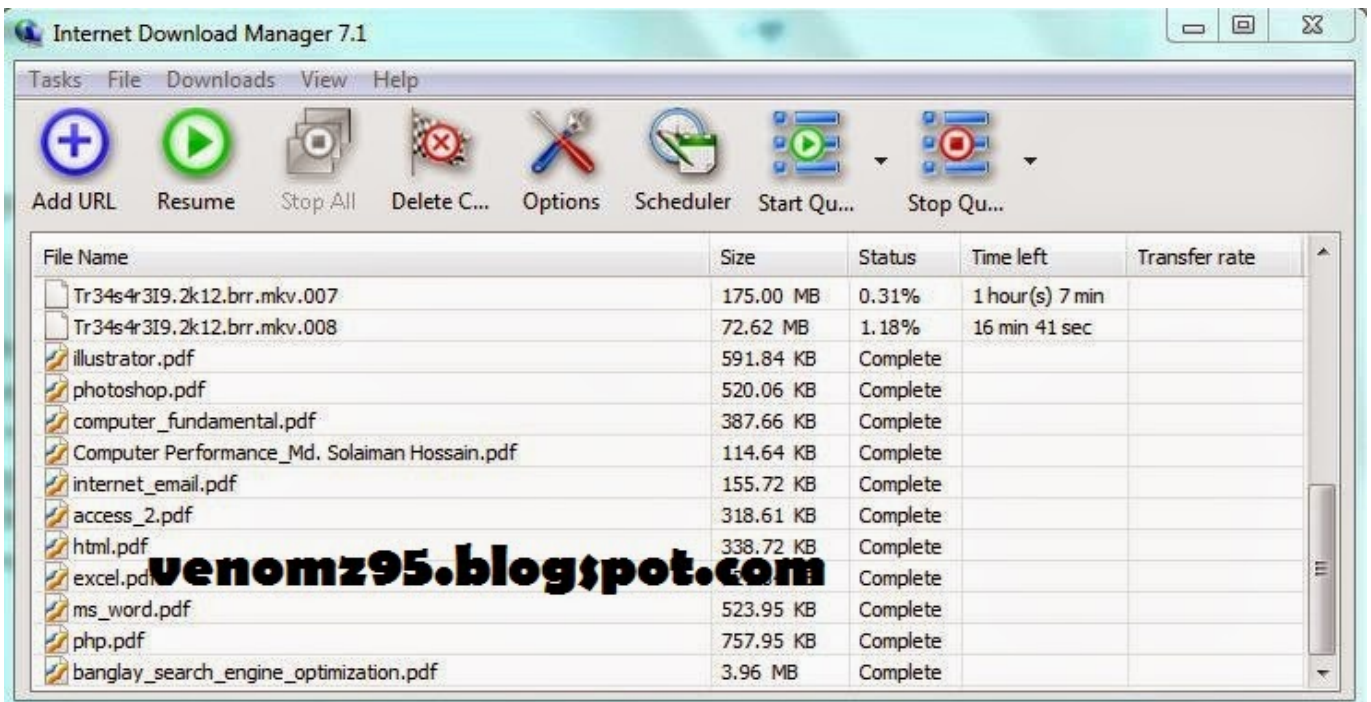 Internet Download Manager 7.1
Tasks File Downloads View Help
Add URL Resume Stop All Delete C... Options Scheduler Start Qu... Stop Qu...
File Name Size Status Time left Transfer rate
Tr34s4r3I9.2k12.brr.mkv.007 175.00 MB 0.31% 1 hour(s) 7 min
Tr34s4r3I9.2k12.brr.mkv.008 72.62 MB 1.18% 16 min 41 sec
illustrator.pdf 591.84 KB Complete
photoshop.pdf 520.06 KB Complete
computer_fundamental.pdf 387.66 KB Complete
Computer Performance_Md. Solaiman Hossain.pdf 114.64 KB Complete
internet_email.pdf 155.72 KB Complete
access_2.pdf 318.61 KB Complete
html.pdf 338.72 KB Complete
venomz95.blogspot.com
excel.pdf Complete
ms_word.pdf 523.95 KB Complete
php.pdf 757.95 KB Complete
banglay_search_engine_optimization.pdf 3.96 MB Complete